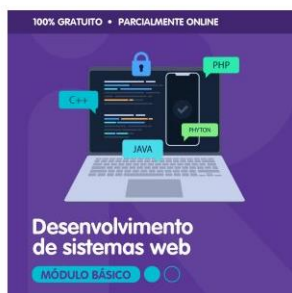 100% GRATUITO • PARCIALMENTE ONLINE
PHP
C++
PHYTON
JAVA
Desenvolvimento
de sistemas web
MÓDULO BÁSICO